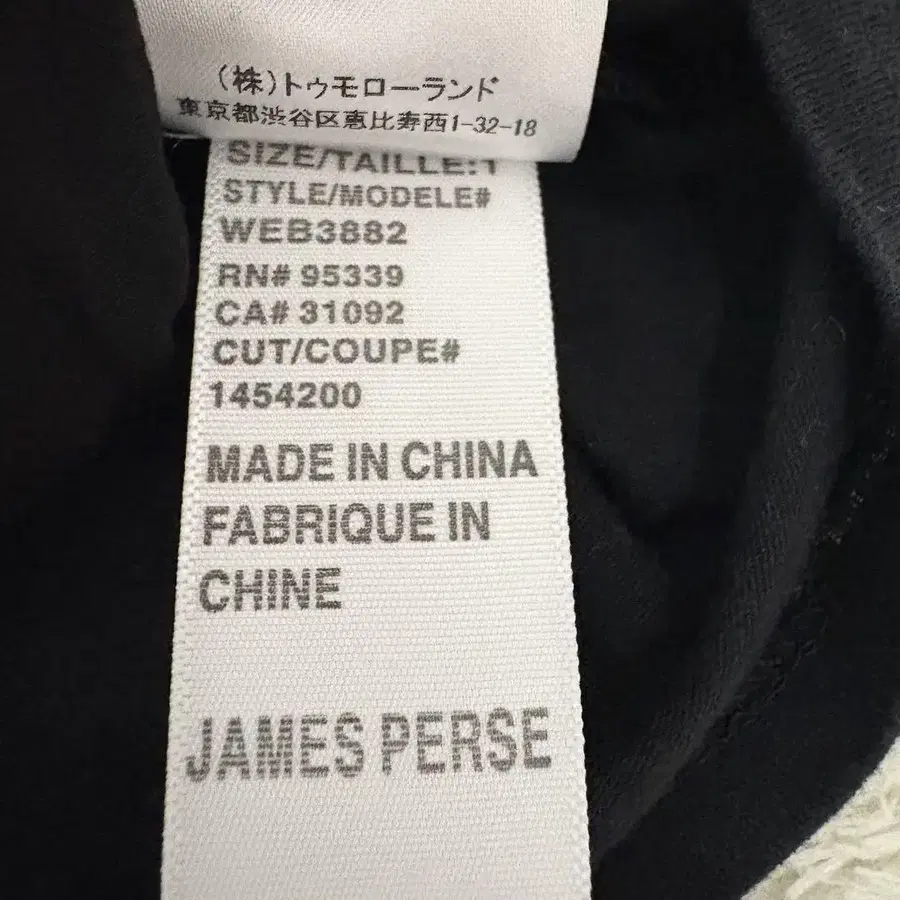 (株)トゥモローランド
東京都渋谷区恵比寿西1-32-18
SIZE/TAILLE:1
STYLE/MODELE#
WEB3882
RN# 95339
CA# 31092
CUT/COUPE#
1454200
MADE IN CHINA
FABRIQUE IN
CHINE
JAMES PERSE